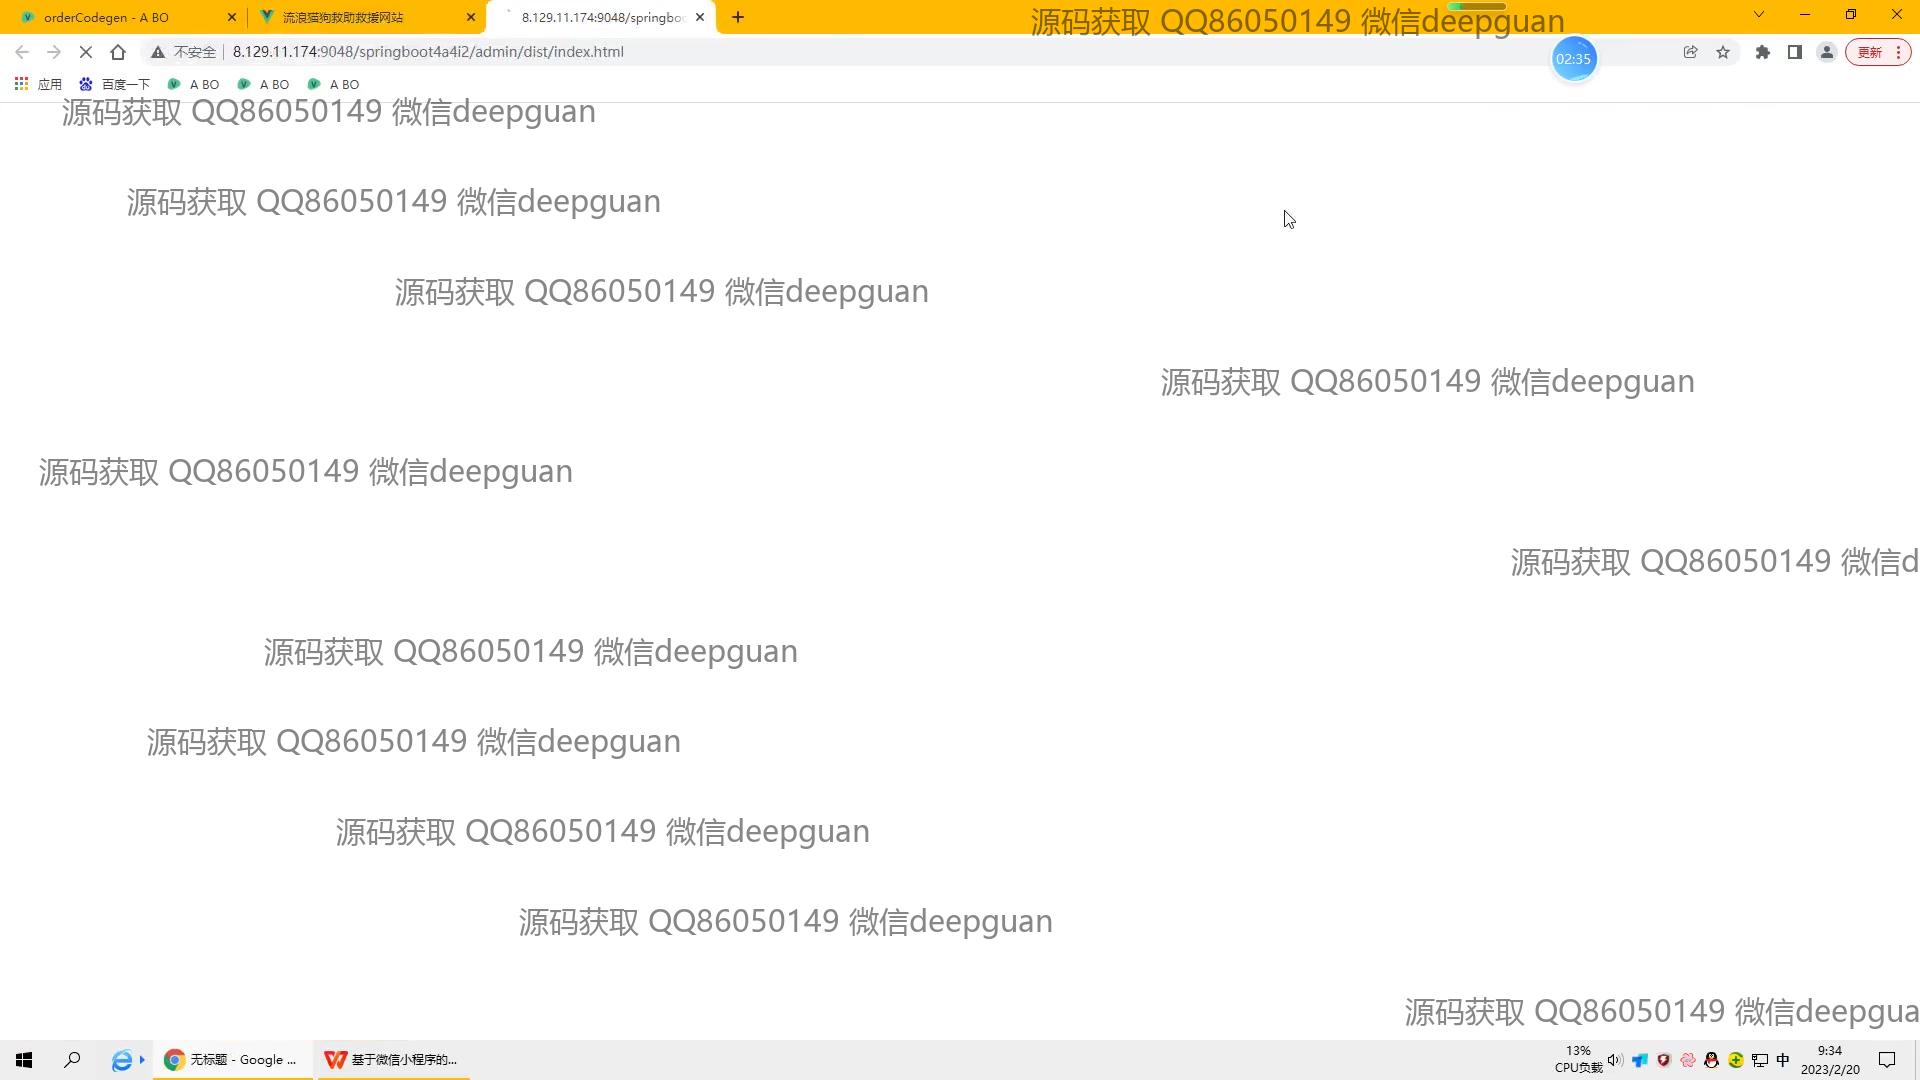 orderCodegen - A BO
流浪猫狗救助救援网站
8.129.11.174:9048/springboo
源码获取 QQ86050149 微信deepguan
不安全
8.129.11.174:9048/springboot4a4i2/admin/dist/index.html
02:35
更新
应用
百度一下
A BO
A BO
A BO
源码获取 QQ86050149 微信deepguan
源码获取 QQ86050149 微信deepguan
源码获取 QQ86050149 微信deepguan
源码获取 QQ86050149 微信deepguan
源码获取 QQ86050149 微信deepguan
源码获取 QQ86050149 微信d
源码获取 QQ86050149 微信deepguan
源码获取 QQ86050149 微信deepguan
源码获取 QQ86050149 微信deepguan
源码获取 QQ86050149 微信deepguan
源码获取 QQ86050149 微信deepgua
无标题 - Google ...
基于微信小程序的...
13%
CPU负载
中
9:34
2023/2/20